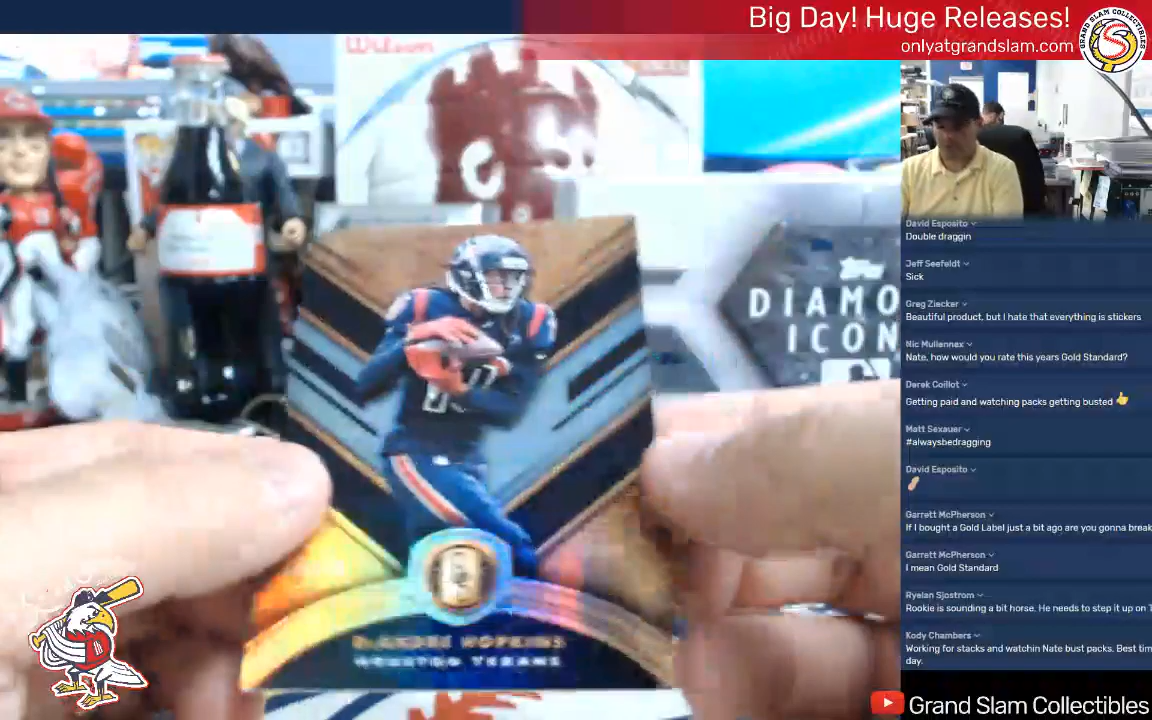 Big Day! Huge Releases!
onlyatgrandslam.com
GRAND SLAM COLLECTIBLES
Wilson
Topps
DIAMO
ICON
DEANDRE HOPKINS
HOUSTON TEXANS
David Esposito
Double draggin
Jeff Seefeldt
Sick
Greg Ziecker
Beautiful product, but I hate that everything is stickers
Nic Mullennex
Nate, how would you rate this years Gold Standard?
Derek Coillot
Getting paid and watching packs getting busted 👍
Matt Sexauer
#alwaysbedragging
David Esposito
Garrett McPherson
If I bought a Gold Label just a bit ago are you gonna break
Garrett McPherson
I mean Gold Standard
Ryelan Sjostrom
Rookie is sounding a bit horse. He needs to step it up on T
Kody Chambers
Working for stacks and watchin Nate bust packs. Best tim
day.
Grand Slam Collectibles